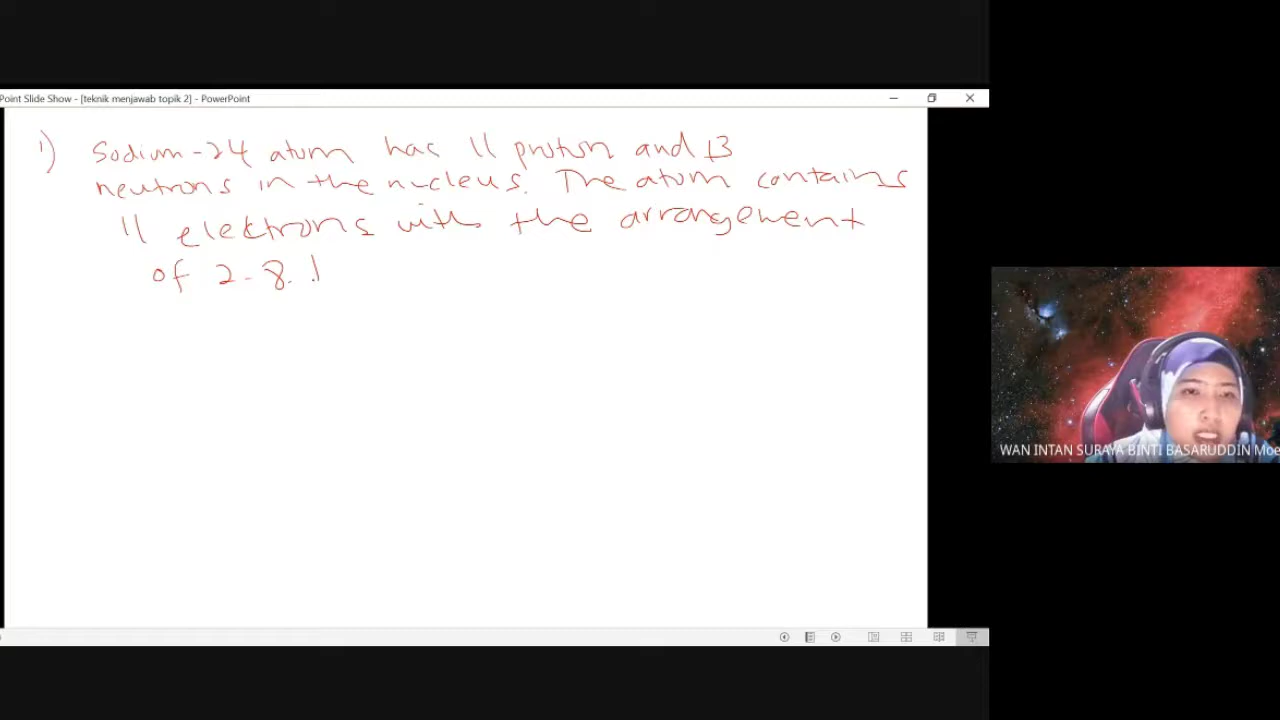 Point Slide Show - [teknik menjawab topik 2] - PowerPoint
1) Sodium-24 atom has 11 proton and 13
neutrons in the nucleus. The atom contains
11 elektrons with the arrangement
of 2-8.1
WAN INTAN SURAYA BINTI BASARUDDIN Moe